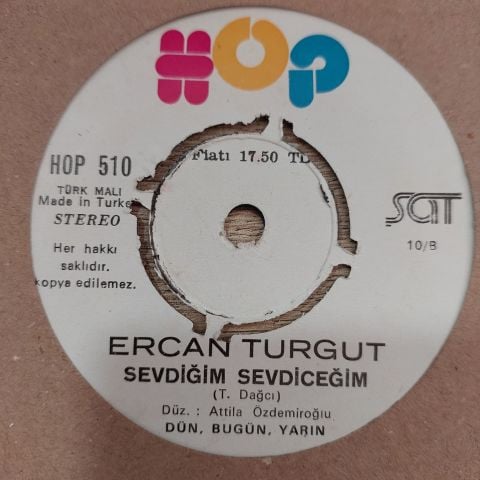 HOP
Fiatı 17.50 TL
HOP 510
TÜRK MALI
Made in Turkey
STEREO
Her hakkı
saklıdır.
kopya edilemez.
SAT
10/B
ERCAN TURGUT
SEVDİĞİM SEVDİCEĞİM
(T. Dağcı)
Düz. : Attila Özdemiroğlu
DÜN, BUGÜN, YARIN